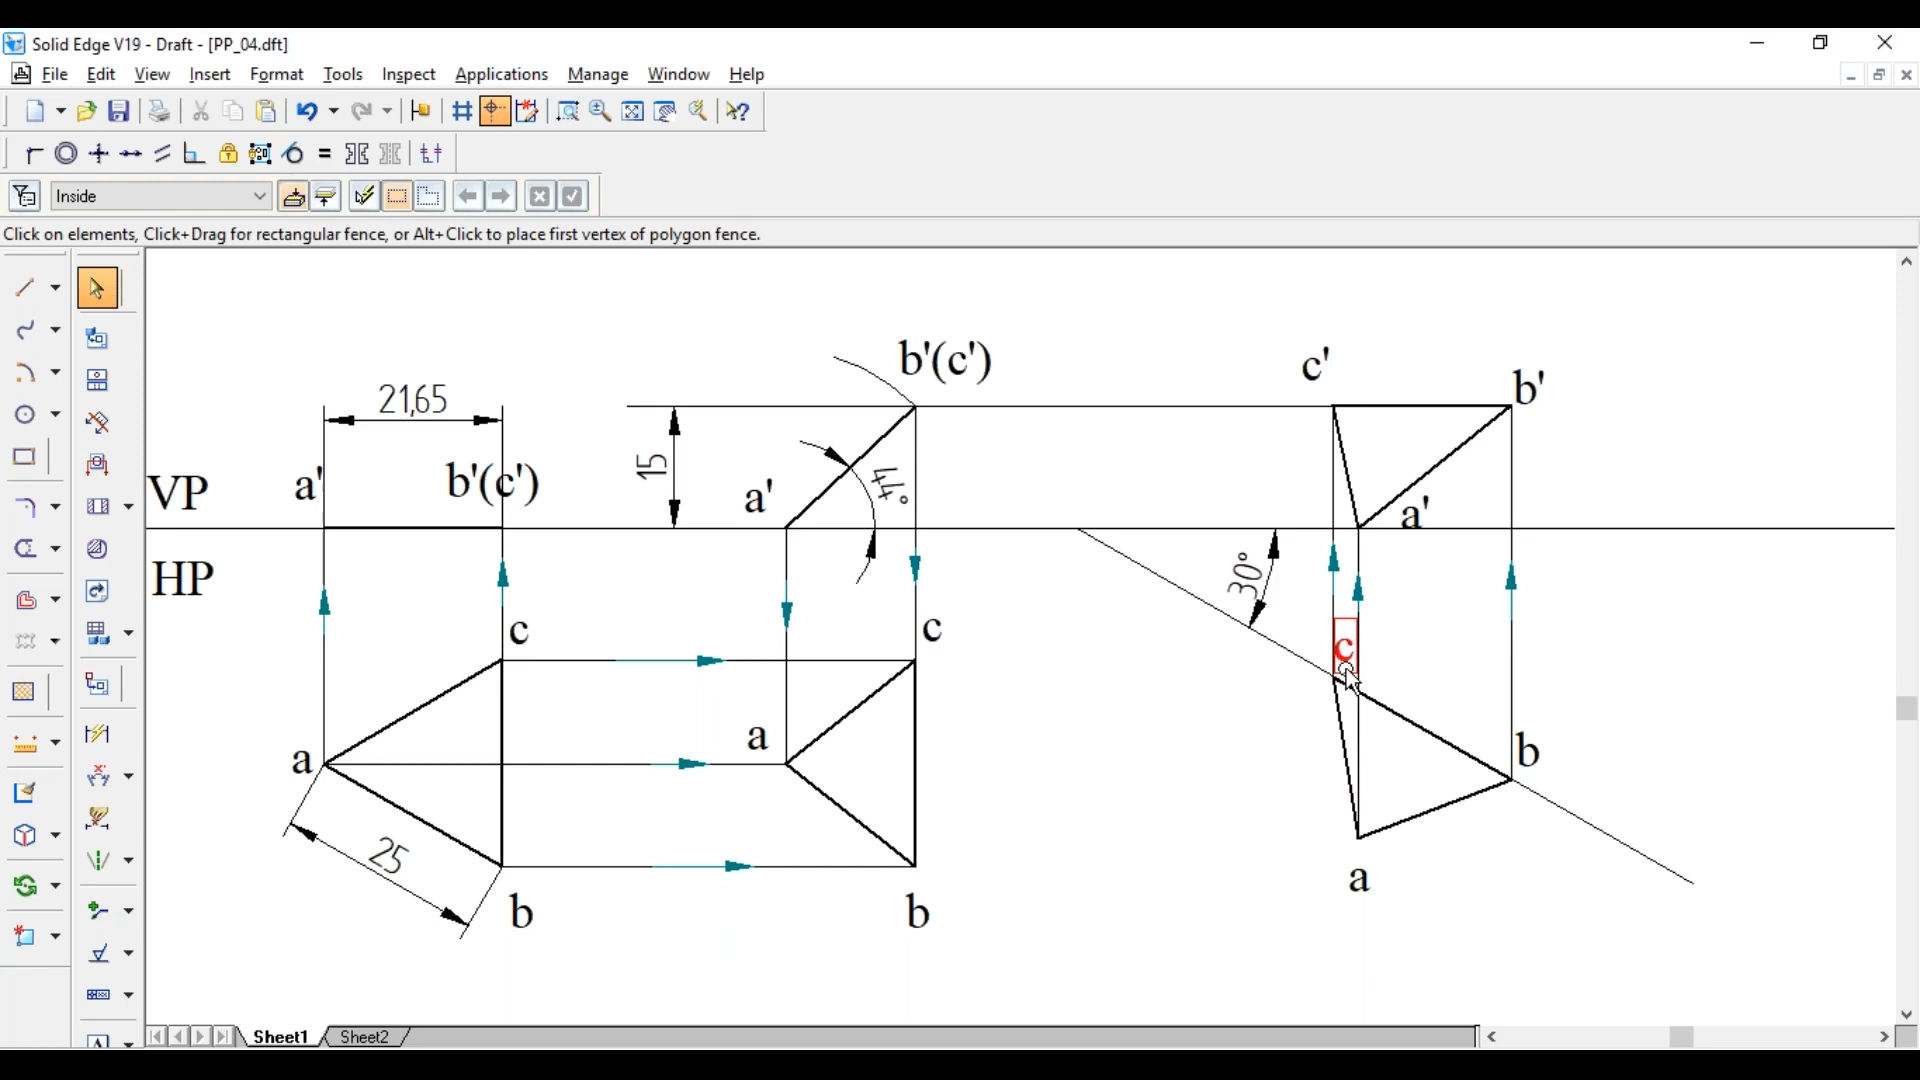 Solid Edge V19 - Draft - [PP_04.dft]
File Edit View Insert Format Tools Inspect Applications Manage Window Help
Inside
Click on elements, Click+Drag for rectangular fence, or Alt+Click to place first vertex of polygon fence.
b'(c')
c'
b'
21,65
15
44°
a'
b'(c')
a'
a'
VP
HP
30°
c
c
c
a
a
b
25
b
b
a
Sheet1 Sheet2